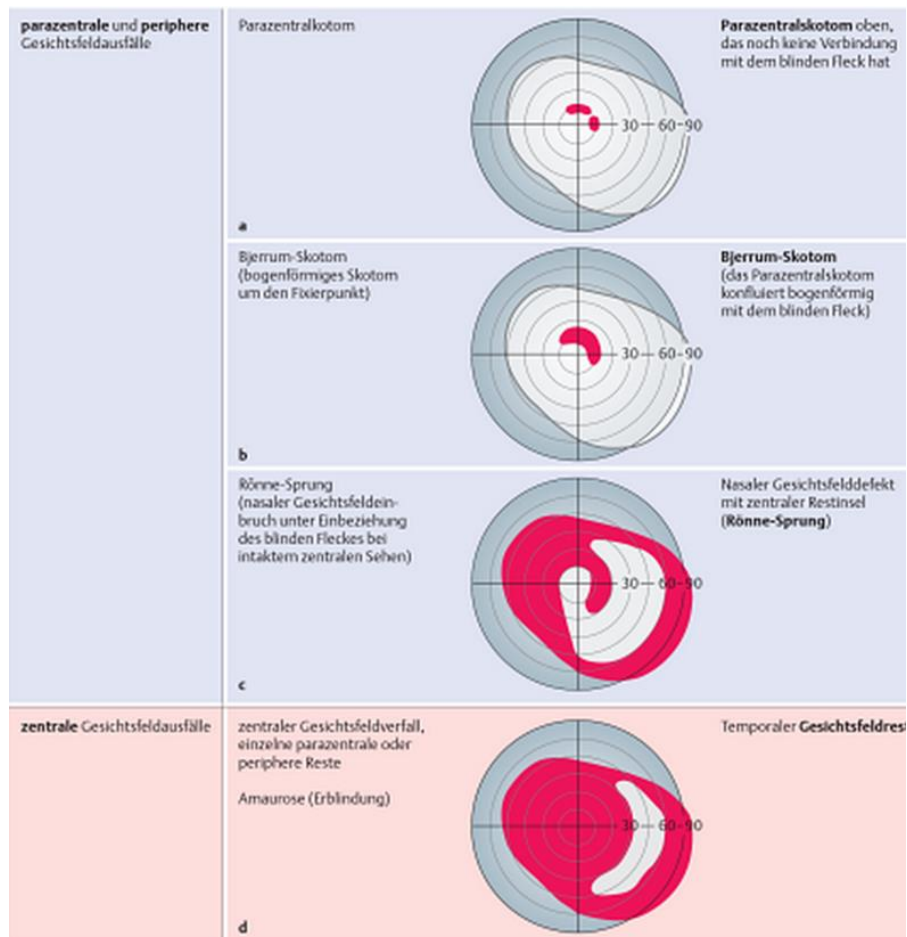 parazentrale und periphere
Gesichtsfeldausfälle
Parazentralkotom
30 60 90
Parazentralskotom oben,
das noch keine Verbindung
mit dem blinden Fleck hat
a
Bjerrum-Skotom
(bogenförmiges Skotom
um den Fixierpunkt)
30 60 90
Bjerrum-Skotom
(das Parazentralskotom
konfluiert bogenförmig
mit dem blinden Fleck)
b
Rönne-Sprung
(nasaler Gesichtsfeldein-
bruch unter Einbeziehung
des blinden Fleckes bei
intaktem zentralen Sehen)
30 60 90
Nasaler Gesichtsfelddefekt
mit zentraler Restinsel
(Rönne-Sprung)
c
zentrale Gesichtsfeldausfälle
zentraler Gesichtsfeldverfall,
einzelne parazentrale oder
periphere Reste
Amaurose (Erblindung)
30 60 90
Temporaler Gesichtsfeldrest
d